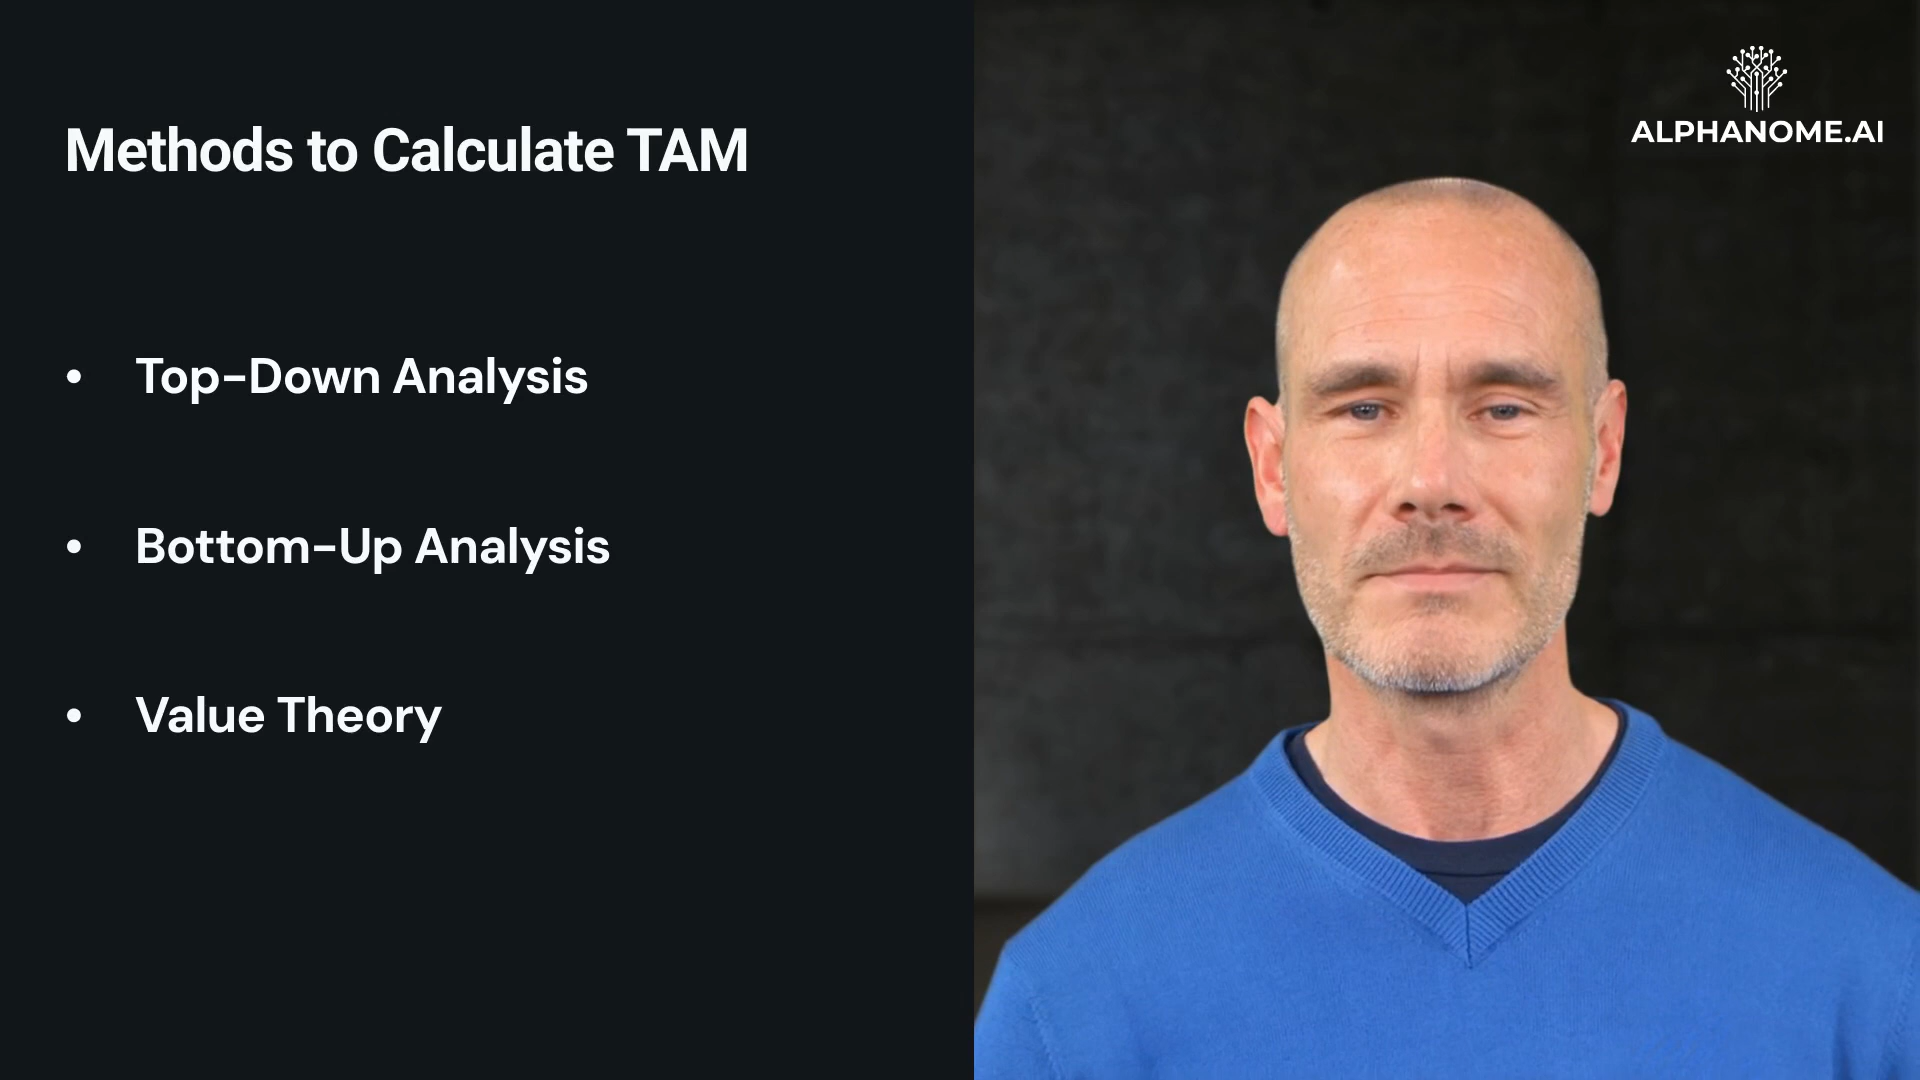 Methods to Calculate TAM
• Top-Down Analysis
• Bottom-Up Analysis
• Value Theory
ALPHANOME.AI